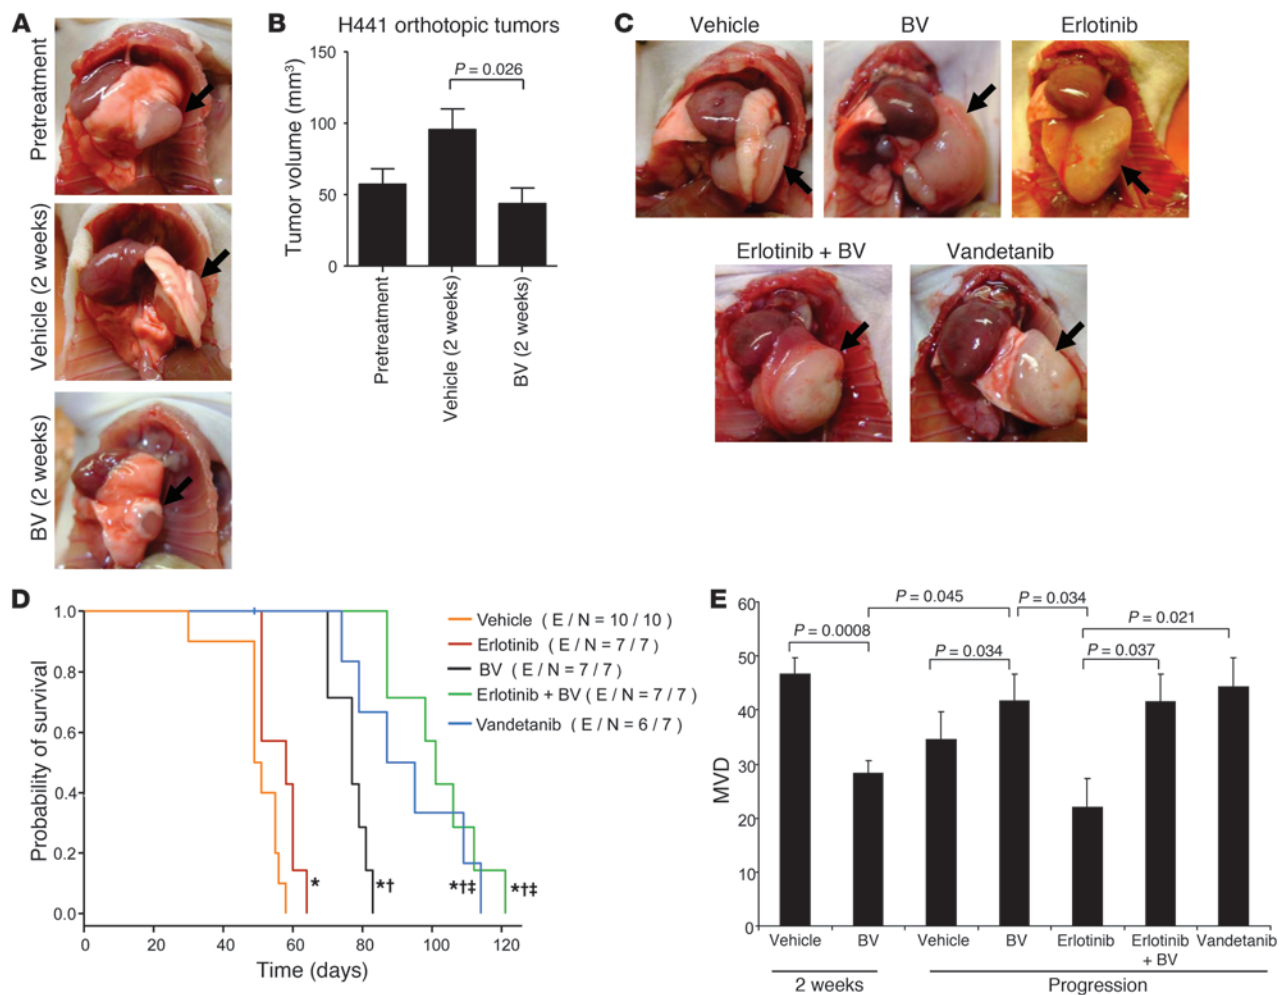 A
Pretreatment
Vehicle (2 weeks)
BV (2 weeks)
B
H441 orthotopic tumors
P = 0.026
Tumor volume (mm³)
150
100
50
0
Pretreatment
Vehicle (2 weeks)
BV (2 weeks)
C
Vehicle
BV
Erlotinib
Erlotinib + BV
Vandetanib
D
Probability of survival
1.0
0.8
0.6
0.4
0.2
0.0
Vehicle ( E / N = 10 / 10 )
Erlotinib ( E / N = 7 / 7 )
BV ( E / N = 7 / 7 )
Erlotinib + BV ( E / N = 7 / 7 )
Vandetanib ( E / N = 6 / 7 )
*
*†
*†‡
*†‡
0 20 40 60 80 100 120
Time (days)
E
MVD
60
50
40
30
20
10
0
P = 0.0008
P = 0.045
P = 0.034
P = 0.034
P = 0.021
P = 0.037
Vehicle BV Vehicle BV Erlotinib Erlotinib + BV Vandetanib
2 weeks Progression